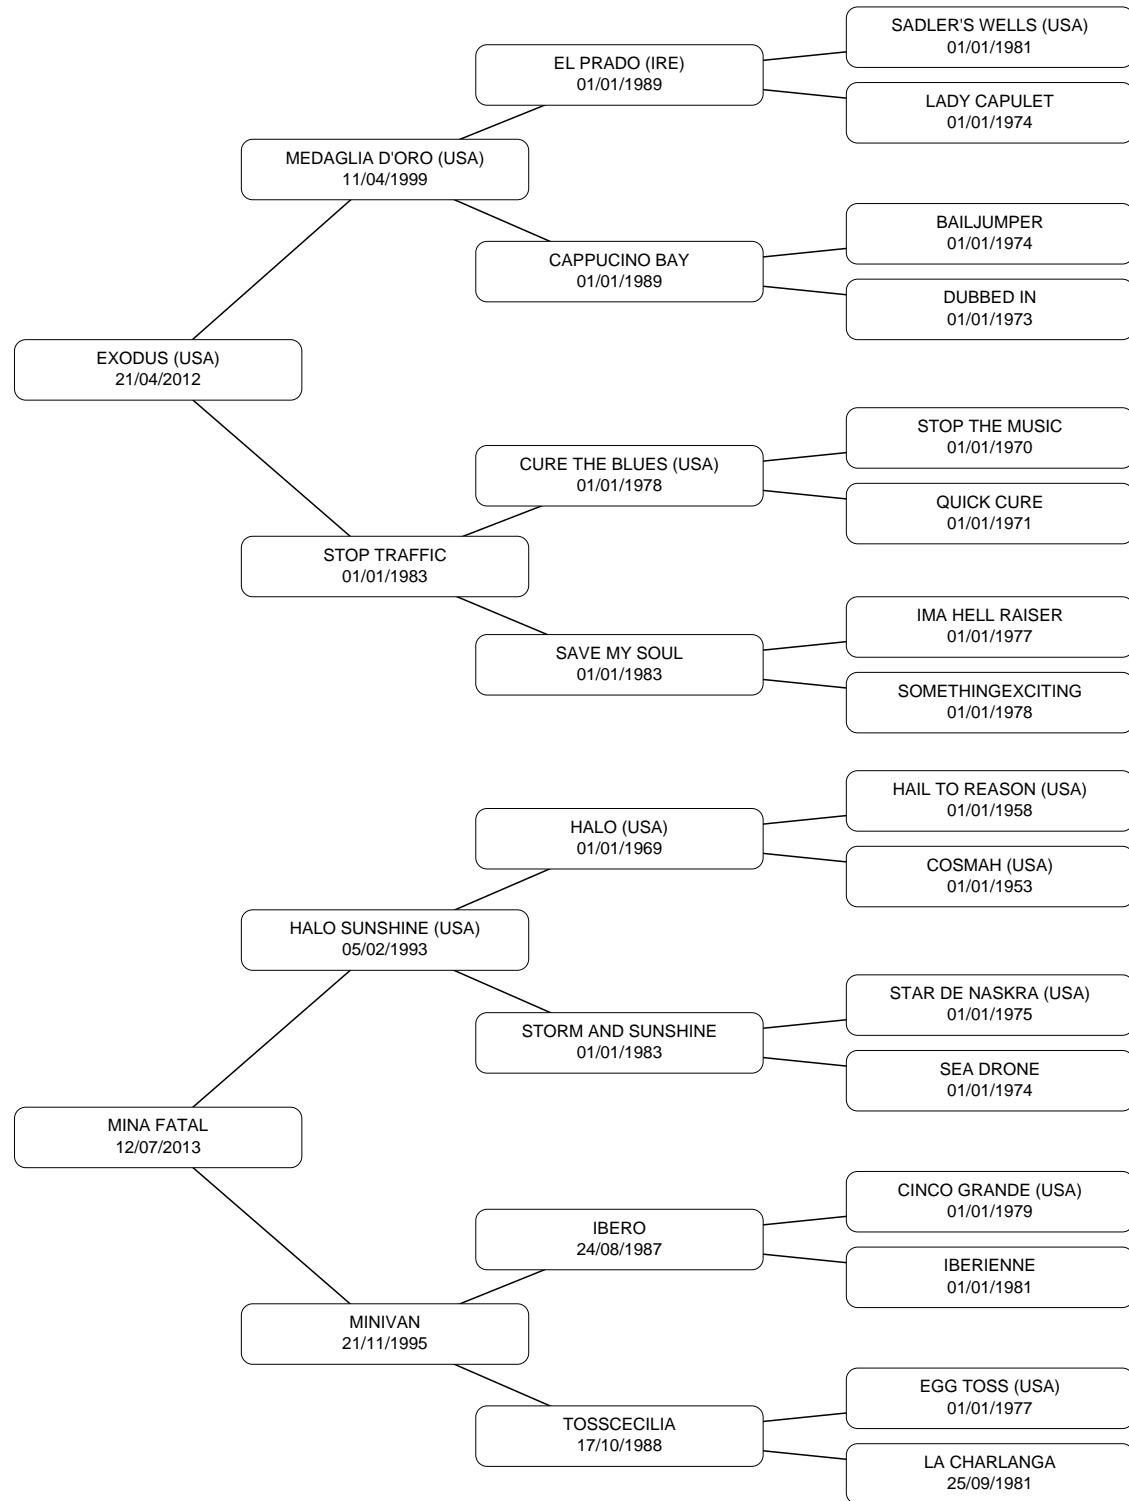 SADLER'S WELLS (USA)
01/01/1981
EL PRADO (IRE)
01/01/1989
LADY CAPULET
01/01/1974
MEDAGLIA D'ORO (USA)
11/04/1999
BAILJUMPER
01/01/1974
CAPPUCINO BAY
01/01/1989
DUBBED IN
01/01/1973
EXODUS (USA)
21/04/2012
STOP THE MUSIC
01/01/1970
CURE THE BLUES (USA)
01/01/1978
QUICK CURE
01/01/1971
STOP TRAFFIC
01/01/1983
IMA HELL RAISER
01/01/1977
SAVE MY SOUL
01/01/1983
SOMETHINGEXCITING
01/01/1978
HAIL TO REASON (USA)
01/01/1958
HALO (USA)
01/01/1969
COSMAH (USA)
01/01/1953
HALO SUNSHINE (USA)
05/02/1993
STAR DE NASKRA (USA)
01/01/1975
STORM AND SUNSHINE
01/01/1983
SEA DRONE
01/01/1974
MINA FATAL
12/07/2013
CINCO GRANDE (USA)
01/01/1979
IBERO
24/08/1987
IBERIENNE
01/01/1981
MINIVAN
21/11/1995
EGG TOSS (USA)
01/01/1977
TOSSCECILIA
17/10/1988
LA CHARLANGA
25/09/1981